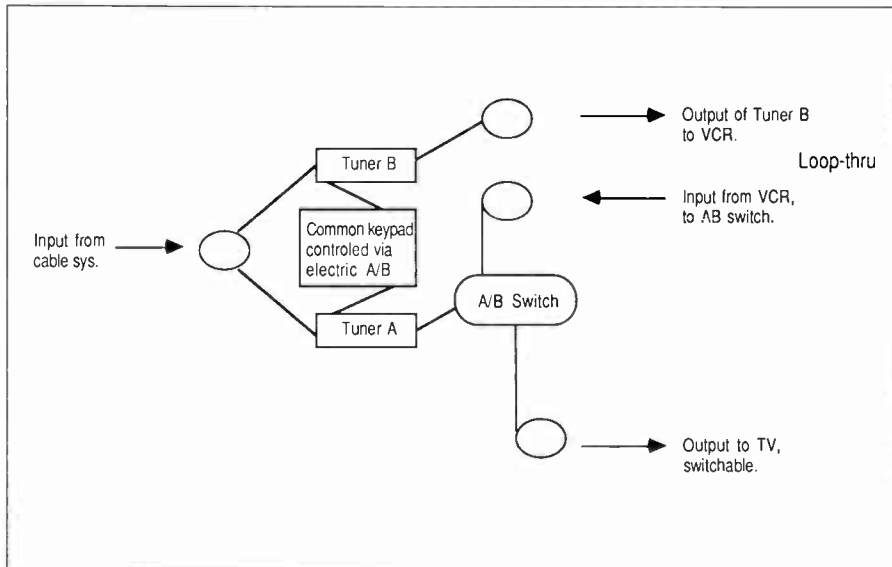 Output of Tuner B
to VCR.
Loop-thru
Tuner B
Input from VCR,
to AB switch.
Common keypad
controled via
electric A/B
Input from
cable sys.
A/B Switch
Tuner A
Output to TV,
switchable.